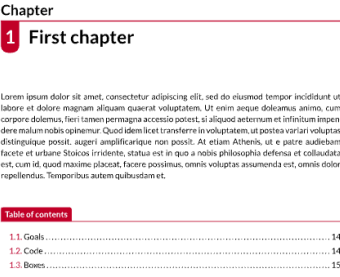 Chapter
1 First chapter
Lorem ipsum dolor sit amet, consectetur adipiscing elit, sed do eiusmod tempor incididunt ut
labore et dolore magnam aliquam quaerat voluptatem. Ut enim aeque doleamus animo, cum
corpore dolemus, fieri tamen permagna accessio potest, si aliquod aeternum et infinitum impen
dere malum nobis opinemur. Quod idem licet transferre in voluptatem, ut postea variari voluptas
distinguique possit, augeri amplificarique non possit. At etiam Athenis, ut e patre audiebam
facete et urbane Stoicos irridente, statua est in quo a nobis philosophia defensa et collaudata
est, cum id, quod maxime placeat, facere possimus, omnis voluptas assumenda est, omnis dolor
repellendus. Temporibus autem quibusdam et.
Table of contents
1.1. Goals 14
1.2. Code 14
1.3. Boxes 15